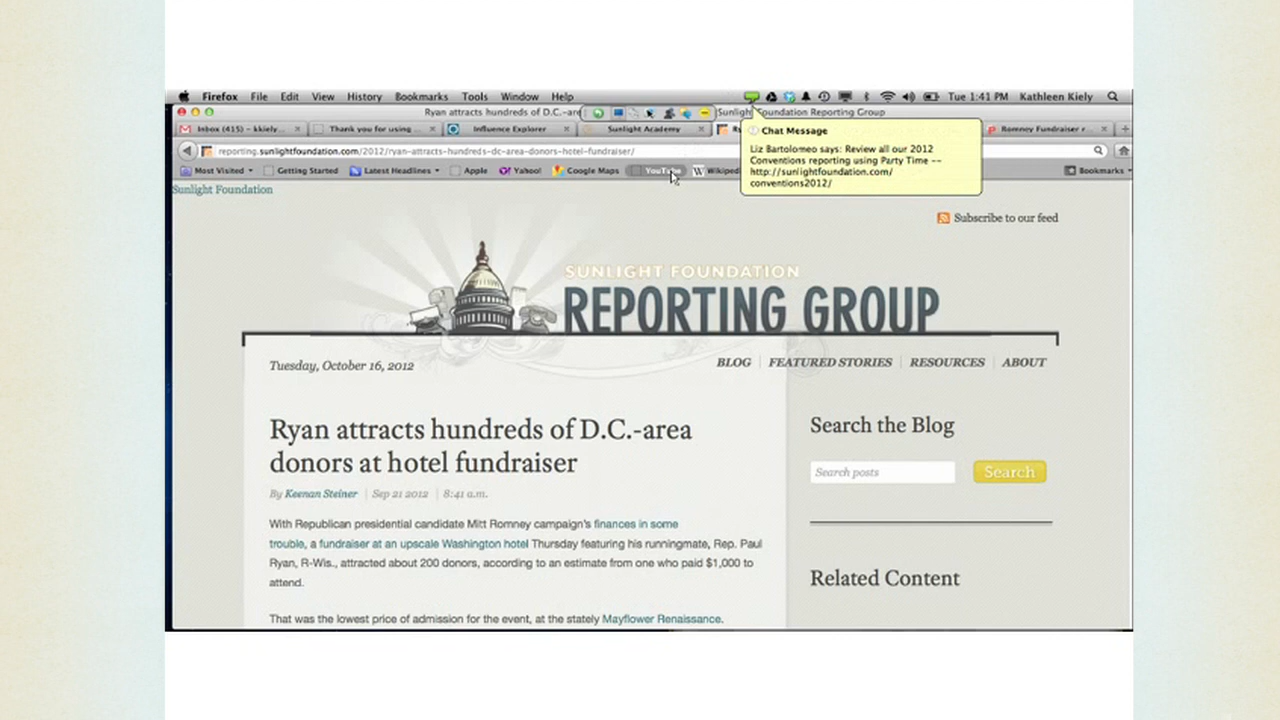 Firefox File Edit View History Bookmarks Tools Window Help Tue 1:41 PM Kathleen Kiely
Ryan attracts hundreds of D.C.-are Sunlight Foundation Reporting Group
Inbox (415) – kkiely... Thank you for using ... Influence Explorer Sunlight Academy Romney Fundraiser r...
Chat Message
Liz Bartolomeo says: Review all our 2012
Conventions reporting using Party Time --
http://sunlightfoundation.com/
conventions2012/
reporting.sunlightfoundation.com/2012/ryan-attracts-hundreds-dc-area-donors-hotel-fundraiser/
Most Visited Getting Started Latest Headlines Apple Yahoo! Google Maps YouTube Wikiped Bookmarks
Sunlight Foundation
Subscribe to our feed
SUNLIGHT FOUNDATION
REPORTING GROUP
Tuesday, October 16, 2012
BLOG FEATURED STORIES RESOURCES ABOUT
Ryan attracts hundreds of D.C.-area
donors at hotel fundraiser
By Keenan Steiner | Sep 21 2012 | 8:41 a.m.
With Republican presidential candidate Mitt Romney campaign's finances in some
trouble, a fundraiser at an upscale Washington hotel Thursday featuring his runningmate, Rep. Paul
Ryan, R-Wis., attracted about 200 donors, according to an estimate from one who paid $1,000 to
attend.
That was the lowest price of admission for the event, at the stately Mayflower Renaissance.
Search the Blog
Search posts
Search
Related Content